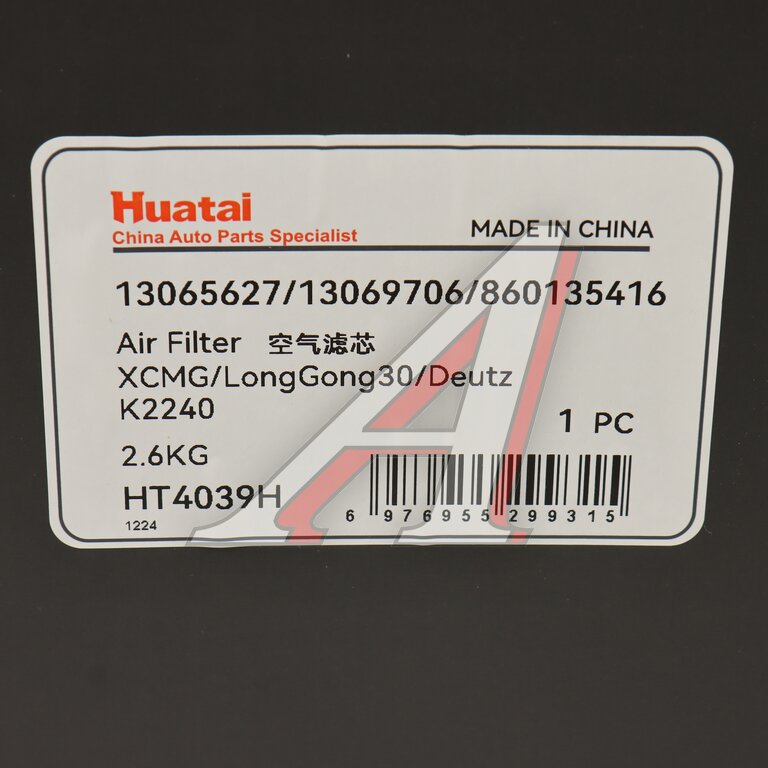 Huatai
China Auto Parts Specialist
MADE IN CHINA
13065627/13069706/860135416
Air Filter 空气滤芯
XCMG/LongGong30/Deutz
K2240
1 PC
2.6KG
HT4039H
1224
6 976955 299315